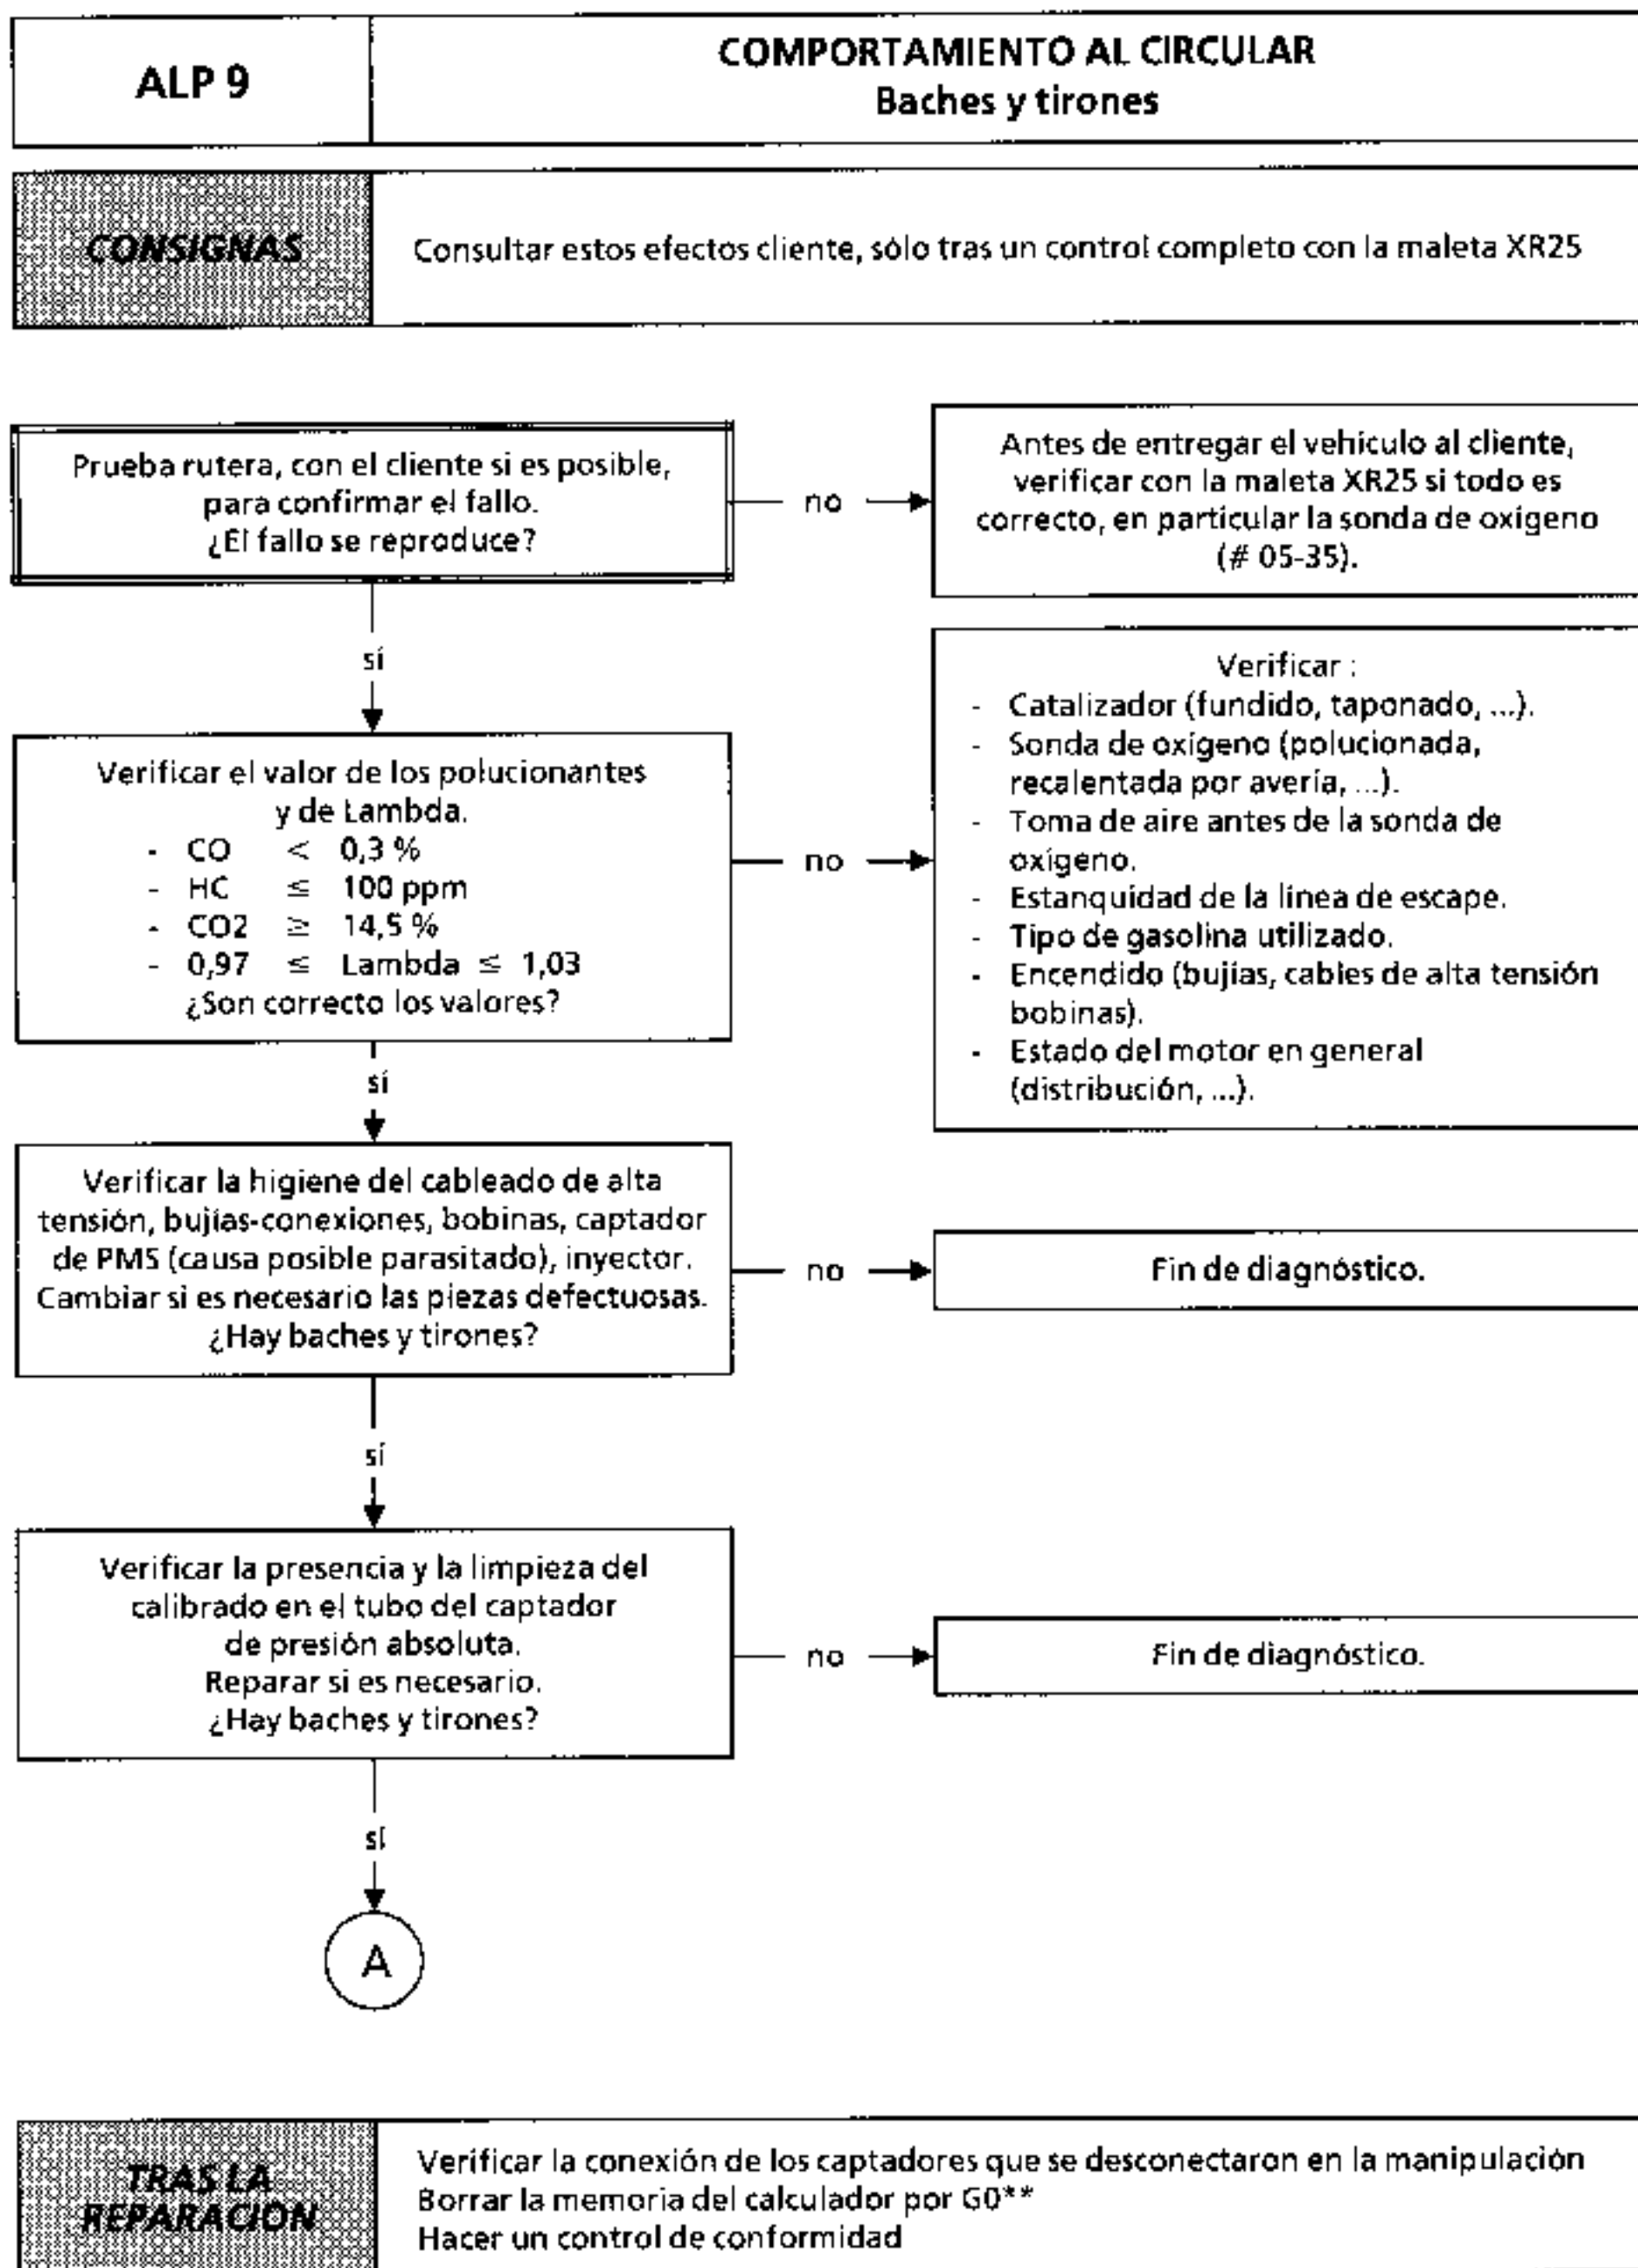 ALP 9
COMPORTAMIENTO AL CIRCULAR
Baches y tirones
CONSIGNAS
Consultar estos efectos cliente, sólo tras un control completo con la maleta XR25
Prueba rutera, con el cliente si es posible,
para confirmar el fallo.
¿El fallo se reproduce?
no
Antes de entregar el vehículo al cliente,
verificar con la maleta XR25 si todo es
correcto, en particular la sonda de oxígeno
(# 05-35).
sí
Verificar el valor de los polucionantes
y de Lambda.
- CO < 0,3 %
- HC ≤ 100 ppm
- CO2 ≥ 14,5 %
- 0,97 ≤ Lambda ≤ 1,03
¿Son correcto los valores?
no
Verificar :
- Catalizador (fundido, taponado, ...).
- Sonda de oxígeno (polucionada,
recalentada por avería, ...).
- Toma de aire antes de la sonda de
oxígeno.
- Estanquidad de la línea de escape.
- Tipo de gasolina utilizado.
- Encendido (bujías, cables de alta tensión
bobinas).
- Estado del motor en general
(distribución, ...).
sí
Verificar la higiene del cableado de alta
tensión, bujías-conexiones, bobinas, captador
de PMS (causa posible parasitado), inyector.
Cambiar si es necesario las piezas defectuosas.
¿Hay baches y tirones?
no
Fin de diagnóstico.
sí
Verificar la presencia y la limpieza del
calibrado en el tubo del captador
de presión absoluta.
Reparar si es necesario.
¿Hay baches y tirones?
no
Fin de diagnóstico.
sí
A
TRAS LA
REPARACION
Verificar la conexión de los captadores que se desconectaron en la manipulación
Borrar la memoria del calculador por G0**
Hacer un control de conformidad